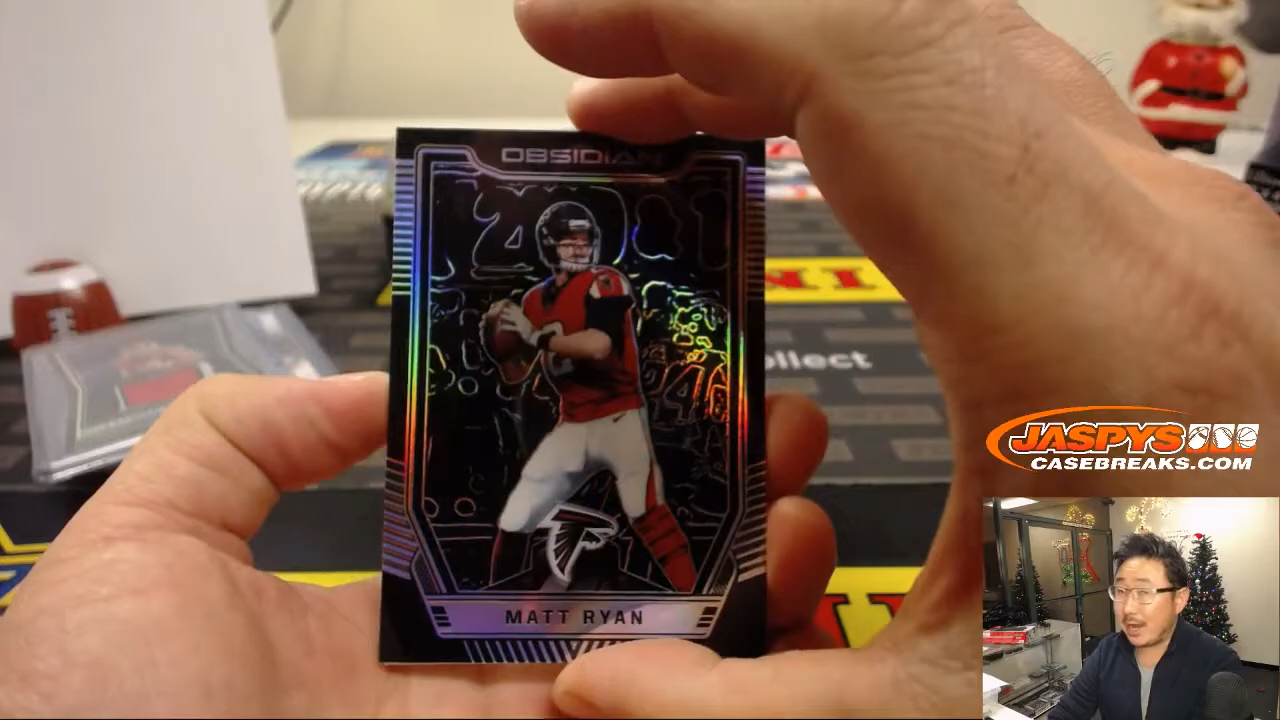 OBSIDIAN
ollect
MATT RYAN
JASPYS
CASEBREAKS.COM